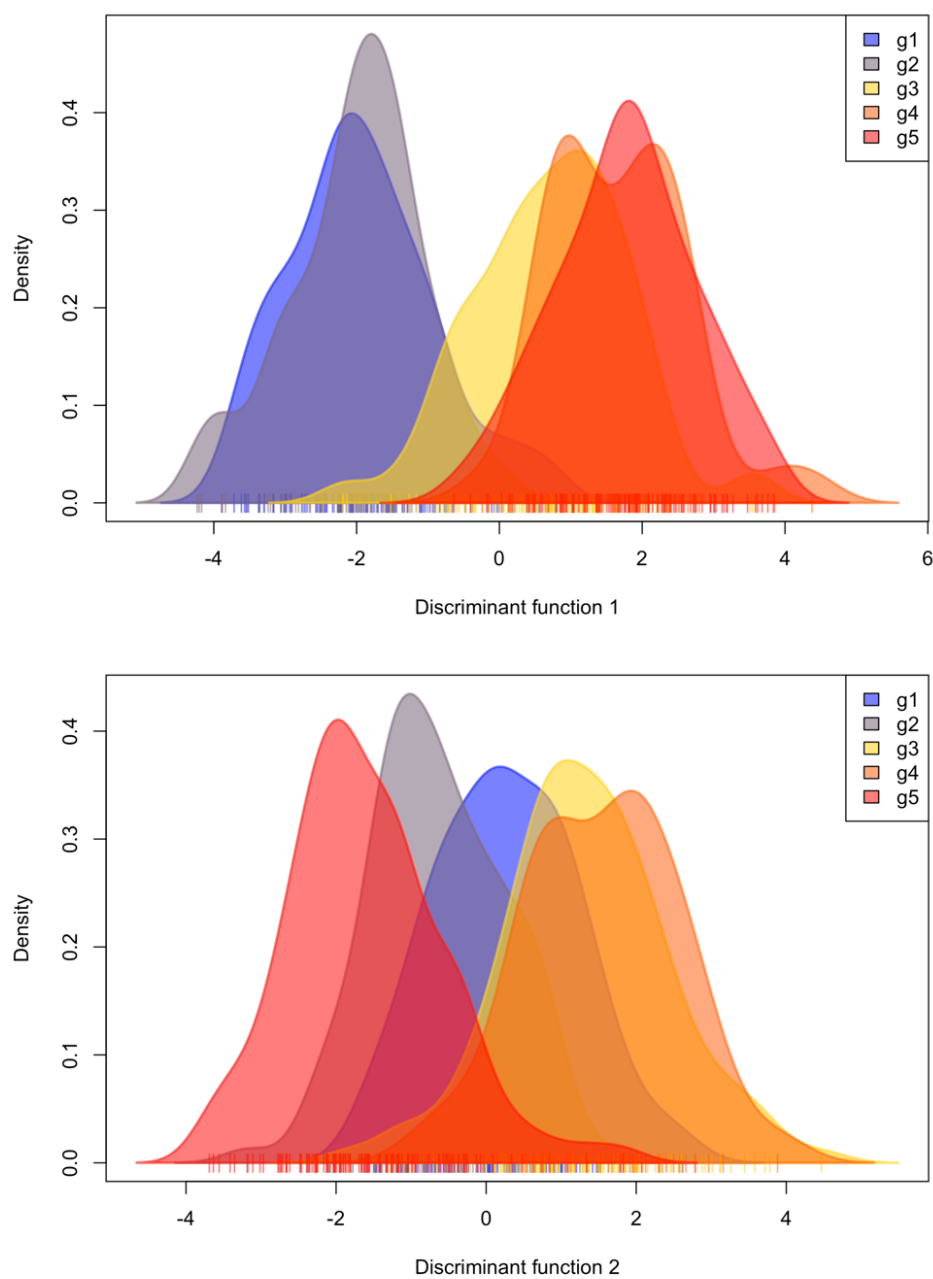 g1
g2
g3
g4
g5
Density
0.4
0.3
0.2
0.1
0.0
-4 -2 0 2 4 6
Discriminant function 1
g1
g2
g3
g4
g5
Density
0.4
0.3
0.2
0.1
0.0
-4 -2 0 2 4
Discriminant function 2